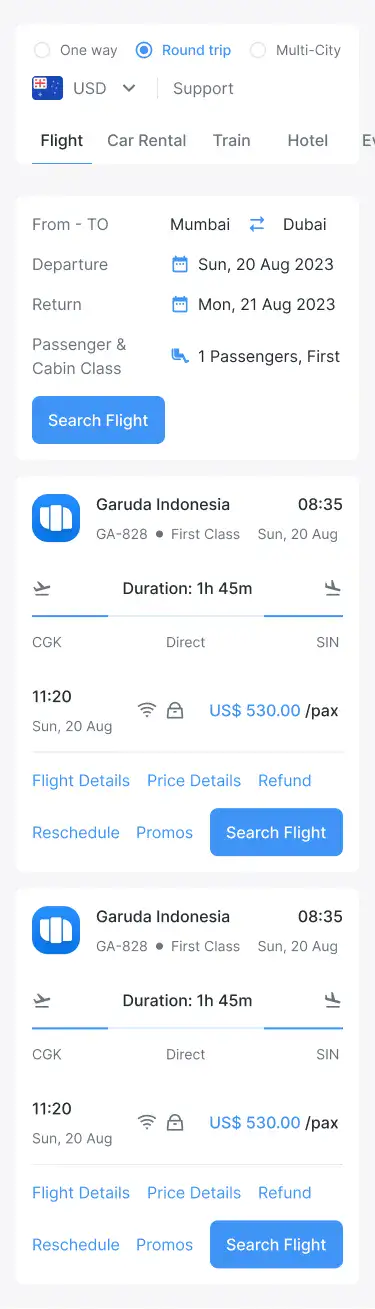 One way Round trip Multi-City
USD Support
Flight Car Rental Train Hotel
From - TO Mumbai Dubai
Departure Sun, 20 Aug 2023
Return Mon, 21 Aug 2023
Passenger &
Cabin Class
1 Passengers, First
Search Flight
Garuda Indonesia 08:35
GA-828 • First Class Sun, 20 Aug
Duration: 1h 45m
CGK Direct SIN
11:20
Sun, 20 Aug
US$ 530.00 /pax
Flight Details Price Details Refund
Reschedule Promos Search Flight
Garuda Indonesia 08:35
GA-828 • First Class Sun, 20 Aug
Duration: 1h 45m
CGK Direct SIN
11:20
Sun, 20 Aug
US$ 530.00 /pax
Flight Details Price Details Refund
Reschedule Promos Search Flight